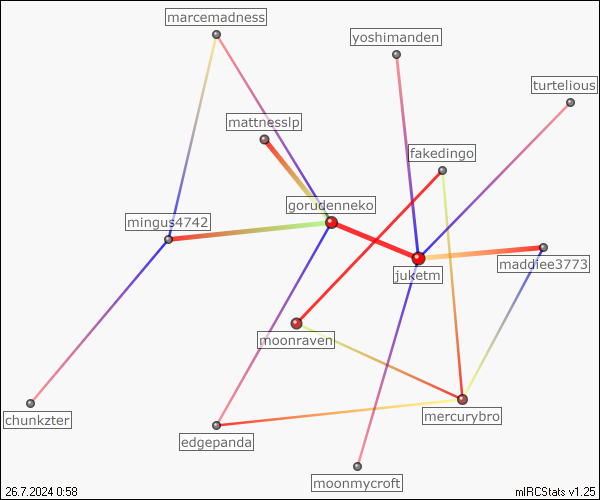 marcemadness
yoshimanden
turtelious
mattnesslp
fakedingo
gorudenneko
mingus4742
maddiee3773
juketm
moonraven
chunkzter
mercurybro
edgepanda
moonmycroft
26.7.2024 0:58
mIRCStats v1.25